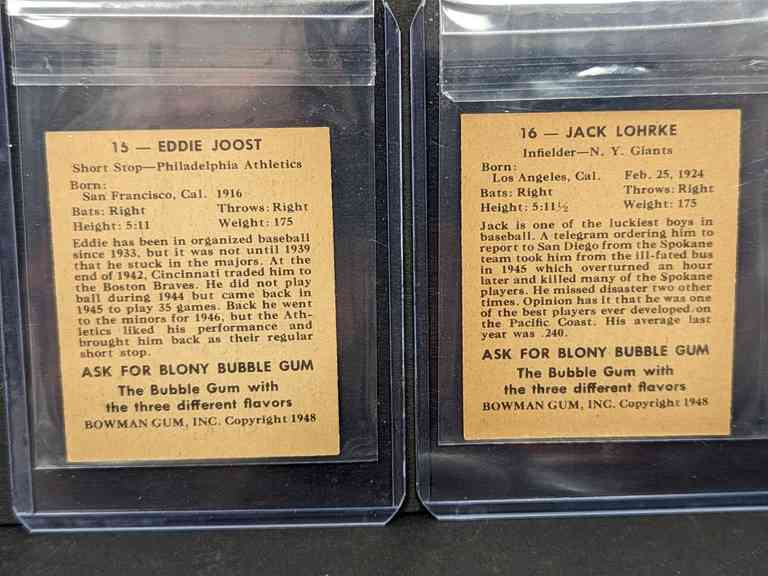 15 — EDDIE JOOST
Short Stop—Philadelphia Athletics
Born:
San Francisco, Cal. 1916
Bats: Right Throws: Right
Height: 5:11 Weight: 175
Eddie has been in organized baseball
since 1933, but it was not until 1939
that he stuck in the majors. At the
end of 1942, Cincinnati traded him to
the Boston Braves. He did not play
ball during 1944 but came back in
1945 to play 35 games. Back he went
to the minors for 1946, but the Ath-
letics liked his performance and
brought him back as their regular
short stop.
ASK FOR BLONY BUBBLE GUM
The Bubble Gum with
the three different flavors
BOWMAN GUM, INC. Copyright 1948
16 — JACK LOHRKE
Infielder—N. Y. Giants
Born:
Los Angeles, Cal. Feb. 25, 1924
Bats: Right Throws: Right
Height: 5:11½ Weight: 175
Jack is one of the luckiest boys in
baseball. A telegram ordering him to
report to San Diego from the Spokane
team took him from the ill-fated bus
in 1945 which overturned an hour
later and killed many of the Spokane
players. He missed disaster two other
times. Opinion has it that he was one
of the best players ever developed on
the Pacific Coast. His average last
year was .240.
ASK FOR BLONY BUBBLE GUM
The Bubble Gum with
the three different flavors
BOWMAN GUM, INC. Copyright 1948